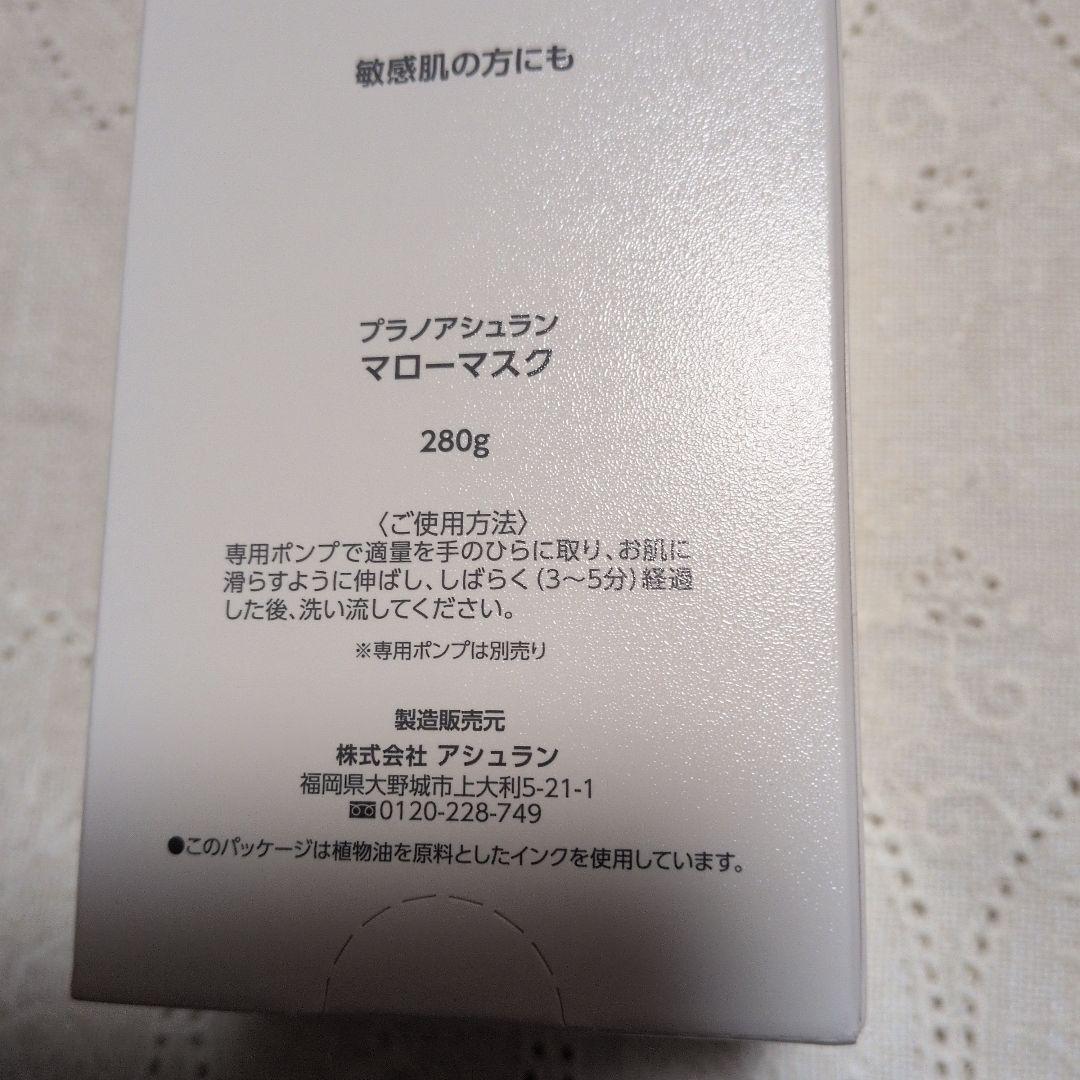 敏感肌の方にも
プラノアシュラン
マローマスク
280g
〈ご使用方法〉
専用ポンプで適量を手のひらに取り、お肌に
滑らすように伸ばし、しばらく(3～5分)経過
した後、洗い流してください。
※専用ポンプは別売り
製造販売元
株式会社 アシュラン
福岡県大野城市上大利5-21-1
0120-228-749
●このパッケージは植物油を原料としたインクを使用しています。